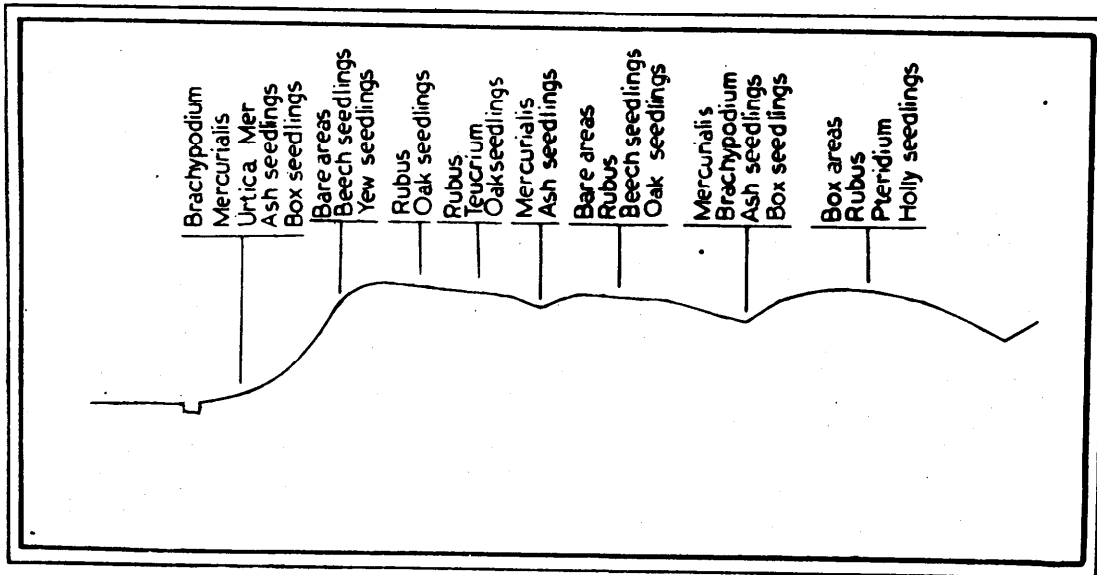 Brachypodium
Mercurialis
Urtica Mer
Ash seedlings
Box seedlings
Bare areas
Beech seedlings
Yew seedlings
Rubus
Oak seedlings
Rubus
Teucrium
Oakseedlings
Mercurialis
Ash seedlings
Bare areas
Rubus
Beech seedlings
Oak seedlings
Mercurialis
Brachypodium
Ash seedlings
Box seedlings
Box areas
Rubus
Pteridium
Holly seedlings